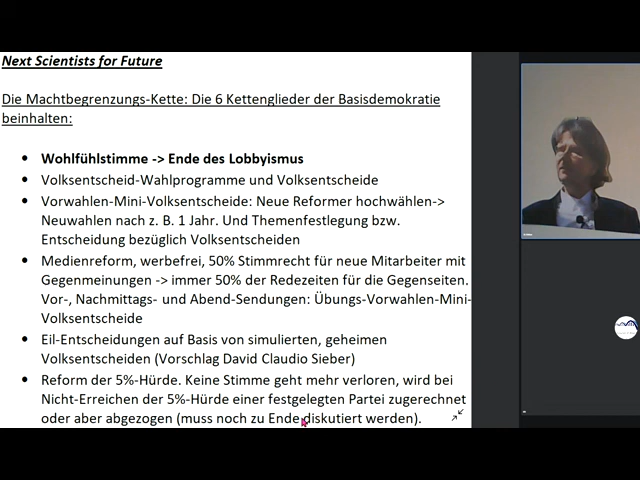 Next Scientists for Future
Die Machtbegrenzungs-Kette: Die 6 Kettenglieder der Basisdemokratie
beinhalten:
• Wohlfühlstimme -> Ende des Lobbyismus
• Volksentscheid-Wahlprogramme und Volksentscheide
• Vorwahlen-Mini-Volksentscheide: Neue Reformer hochwählen->
Neuwahlen nach z. B. 1 Jahr. Und Themenfestlegung bzw.
Entscheidung bezüglich Volksentscheiden
• Medienreform, werbefrei, 50% Stimmrecht für neue Mitarbeiter mit
Gegenmeinungen -> immer 50% der Redezeiten für die Gegenseiten.
Vor-, Nachmittags- und Abend-Sendungen: Übungs-Vorwahlen-Mini-
Volksentscheide
• Eil-Entscheidungen auf Basis von simulierten, geheimen
Volksentscheiden (Vorschlag David Claudio Sieber)
• Reform der 5%-Hürde. Keine Stimme geht mehr verloren, wird bei
Nicht-Erreichen der 5%-Hürde einer festgelegten Partei zugerechnet
oder aber abgezogen (muss noch zu Ende diskutiert werden).